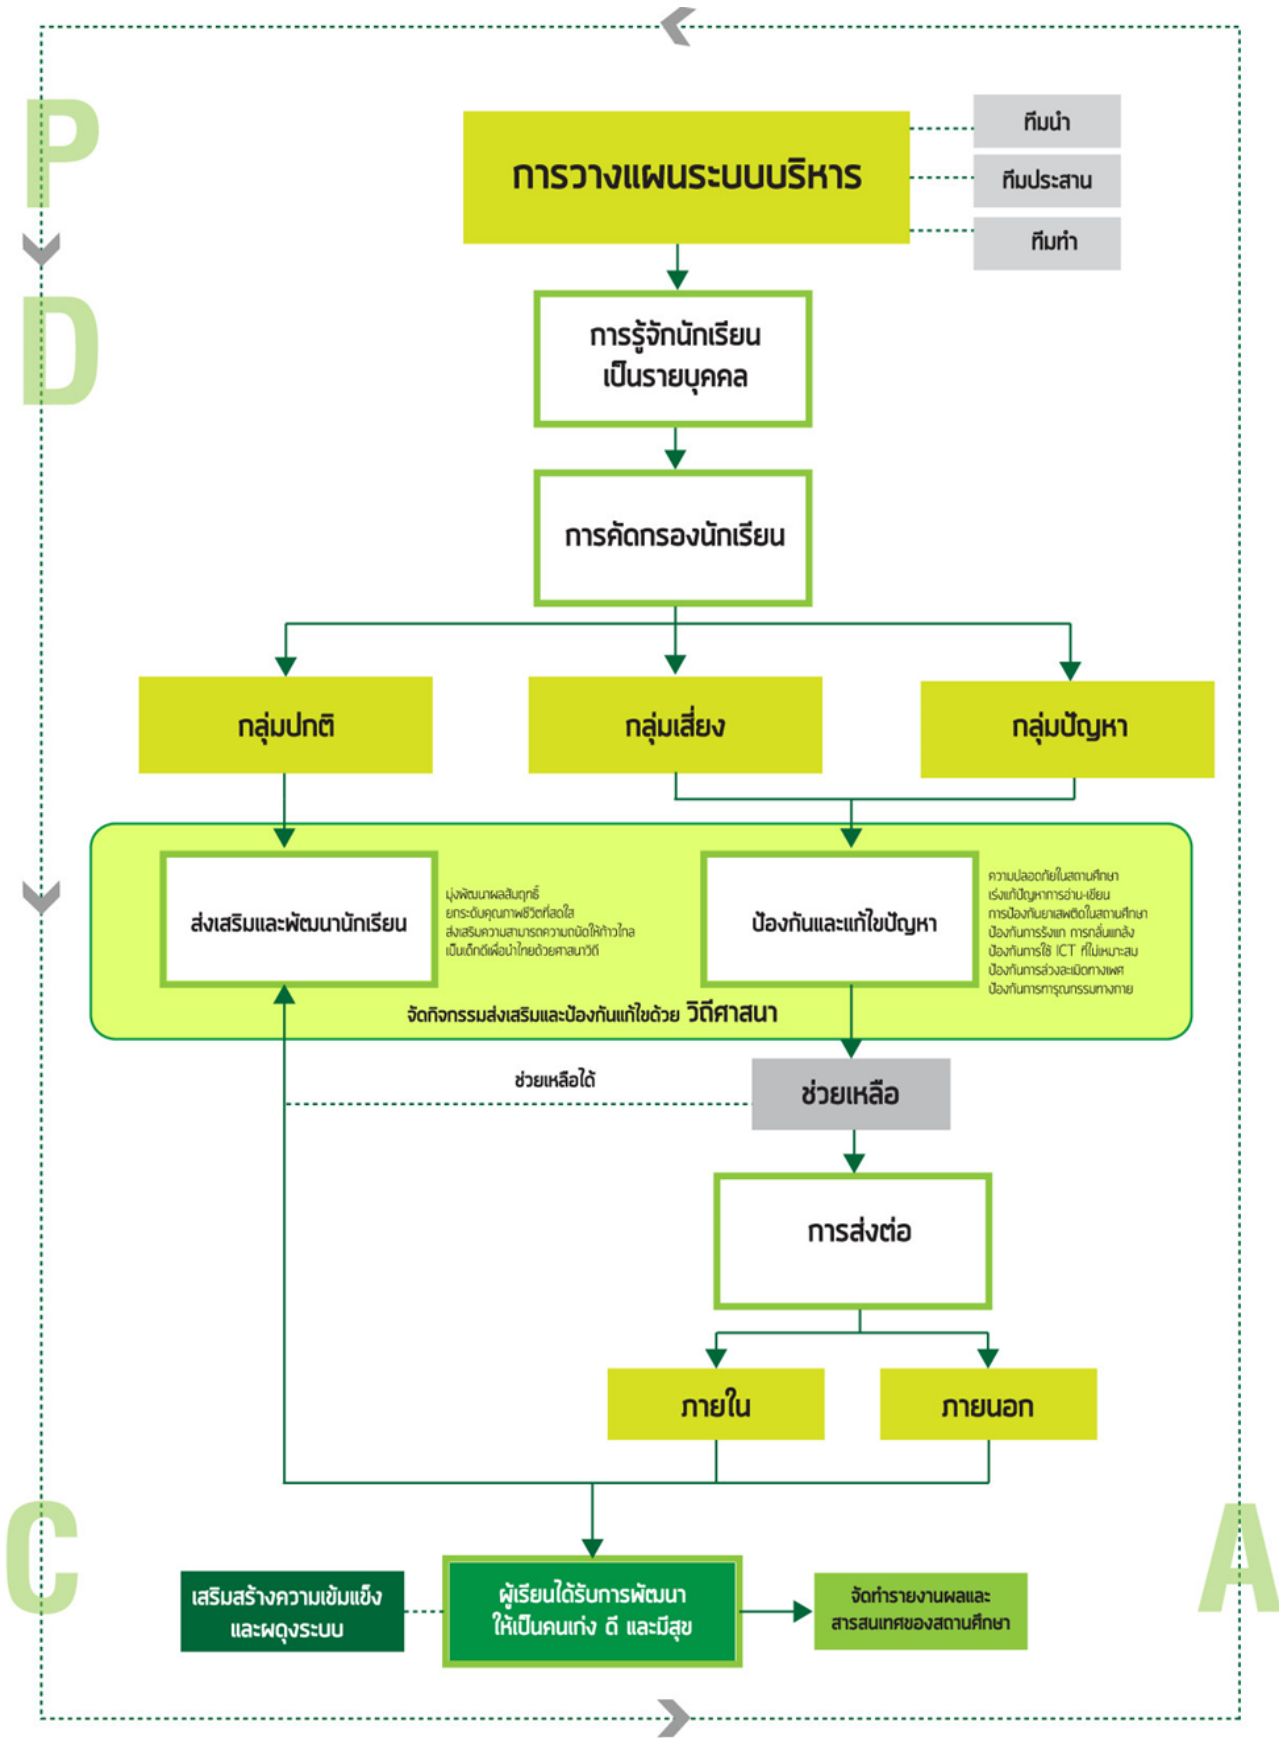 P
การวางแผนระบบบริหาร
ทีมนำ
ทีมประสาน
ทีมทำ
D
การรู้จักนักเรียน
เป็นรายบุคคล
การคัดกรองนักเรียน
กลุ่มปกติ
กลุ่มเสี่ยง
กลุ่มปัญหา
ส่งเสริมและพัฒนานักเรียน
มุ่งพัฒนาผลสัมฤทธิ์
ยกระดับคุณภาพชีวิตที่สดใส
ส่งเสริมความสามารถความถนัดให้ก้าวไกล
เป็นเด็กดีเพื่อนำไทยด้วยศาสนาวิถี
ป้องกันและแก้ไขปัญหา
ความปลอดภัยในสถานศึกษา
เร่งแก้ปัญหาการอ่าน-เขียน
การป้องกันยาเสพติดในสถานศึกษา
ป้องกันการรังแก การกลั่นแกล้ง
ป้องกันการใช้ ICT ที่ไม่เหมาะสม
ป้องกันการล่วงละเมิดทางเพศ
ป้องกันการทารุณกรรมทางกาย
จัดกิจกรรมส่งเสริมและป้องกันแก้ไขด้วย วิถีศาสนา
ช่วยเหลือได้
ช่วยเหลือ
การส่งต่อ
ภายใน
ภายนอก
C
A
เสริมสร้างความเข้มแข็ง
และผดุงระบบ
ผู้เรียนได้รับการพัฒนา
ให้เป็นคนเก่ง ดี และมีสุข
จัดทำรายงานผลและ
สารสนเทศของสถานศึกษา